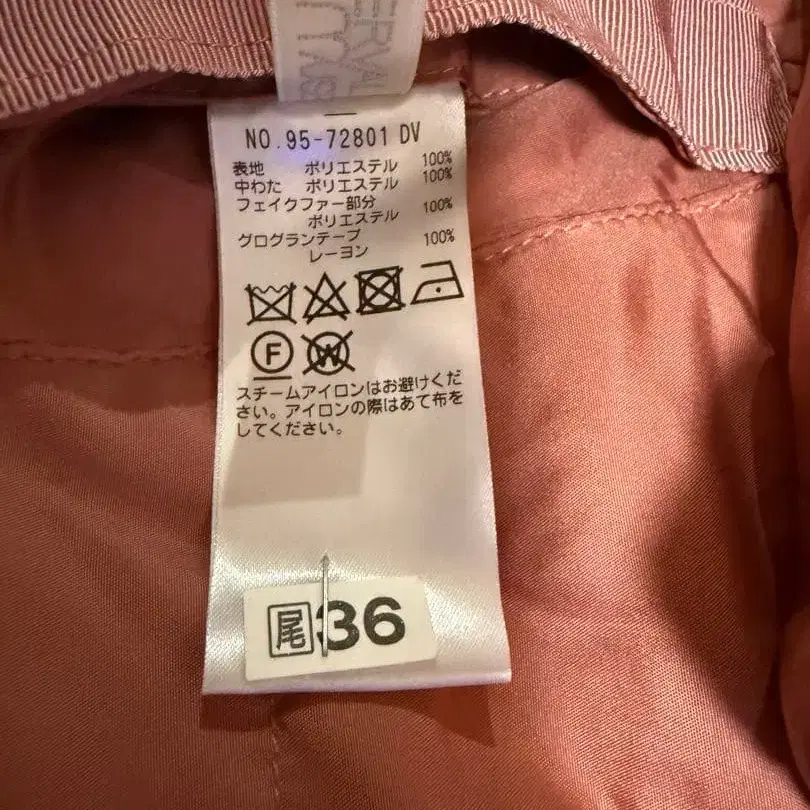 NO.95-72801 DV
表地 ポリエステル 100%
中わた ポリエステル 100%
フェイクファー部分
ポリエステル 100%
グログランテープ
レーヨン 100%
F W
スチームアイロンはお避けくだ
さい。アイロンの際はあて布を
してください。
尾 36